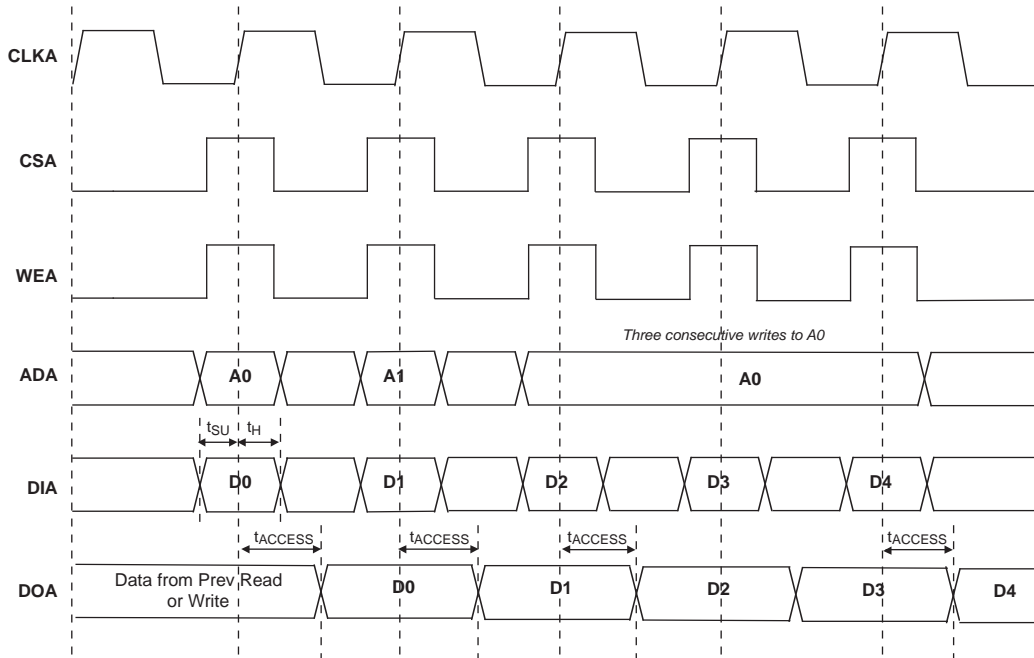 CLKA
CSA
WEA
Three consecutive writes to A0
ADA
A0
A1
A0
tSU
tH
DIA
D0
D1
D2
D3
D4
tACCESS
tACCESS
tACCESS
tACCESS
DOA
Data from Prev Read
or Write
D0
D1
D2
D3
D4